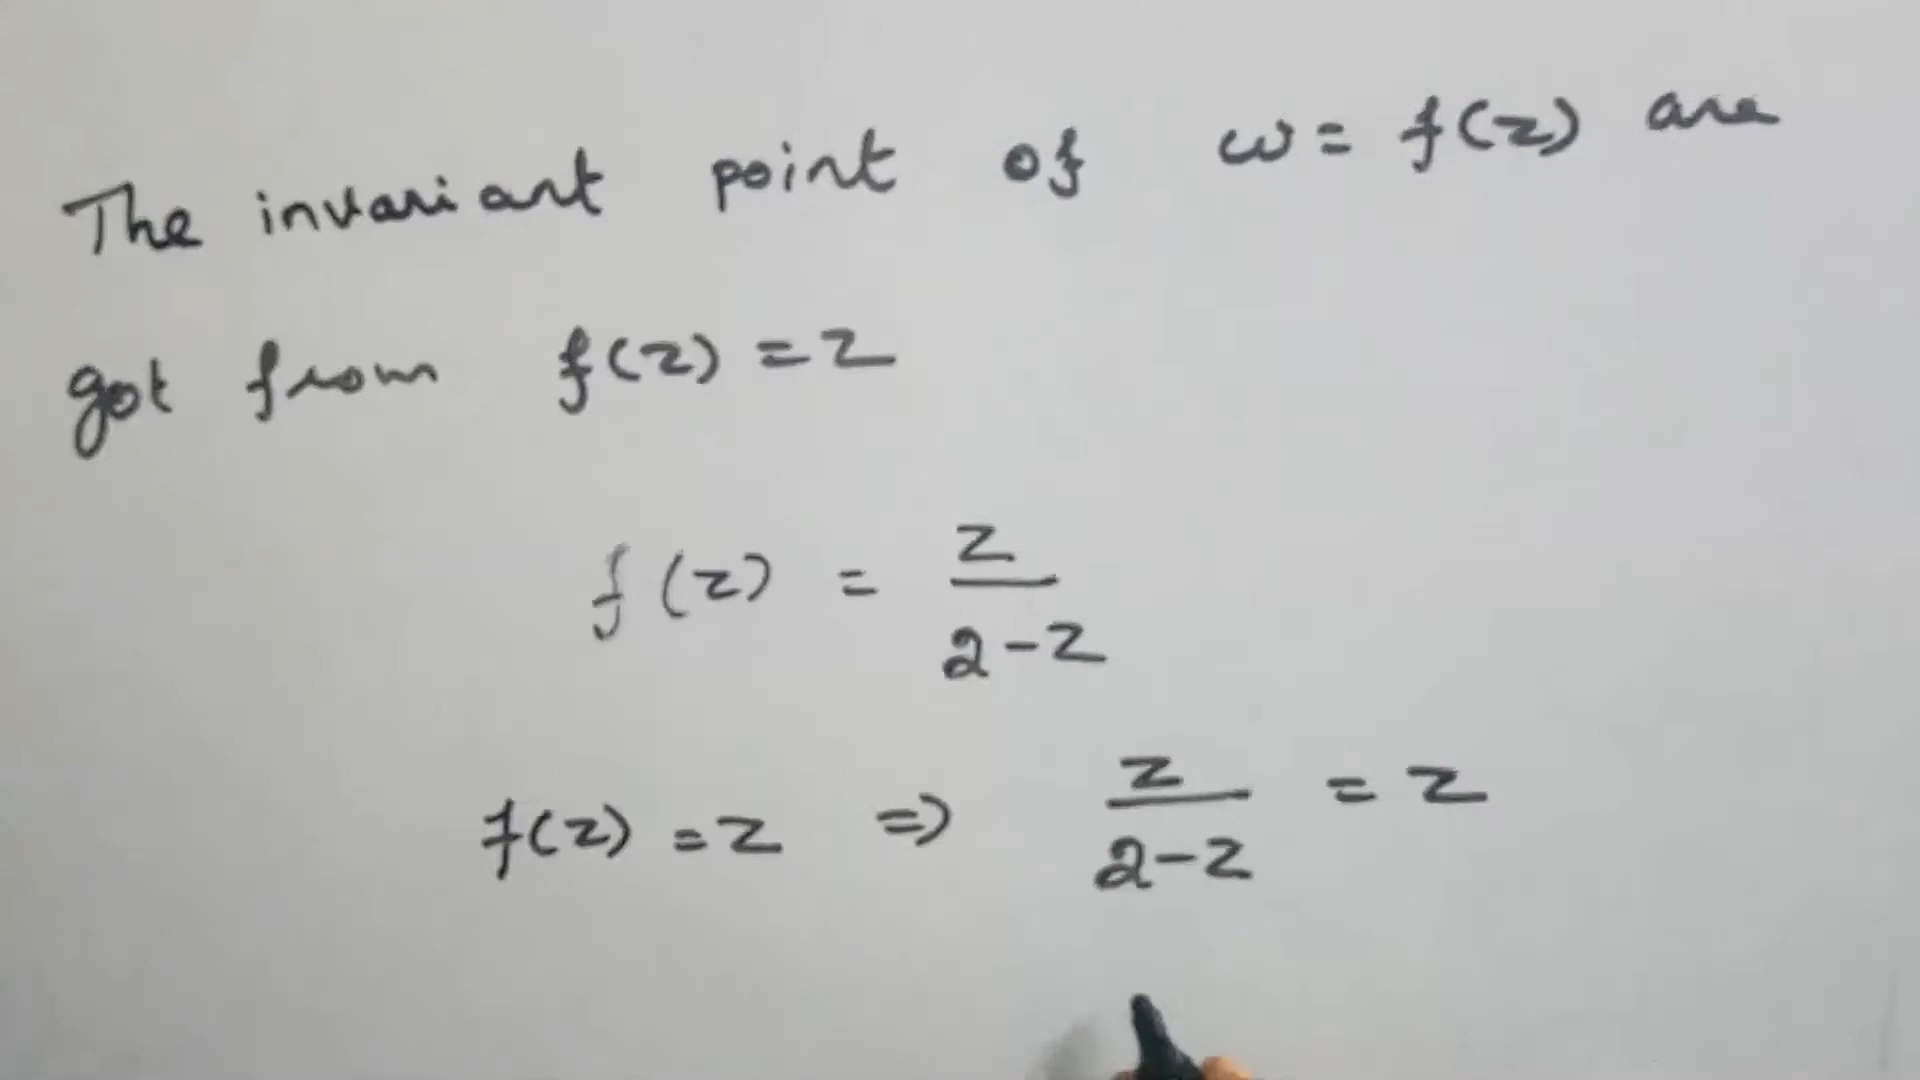 The invariant point of w = f(z) are
got from f(z) = z
f(z) = z/(2-z)
f(z) = z ⇒ z/(2-z) = z